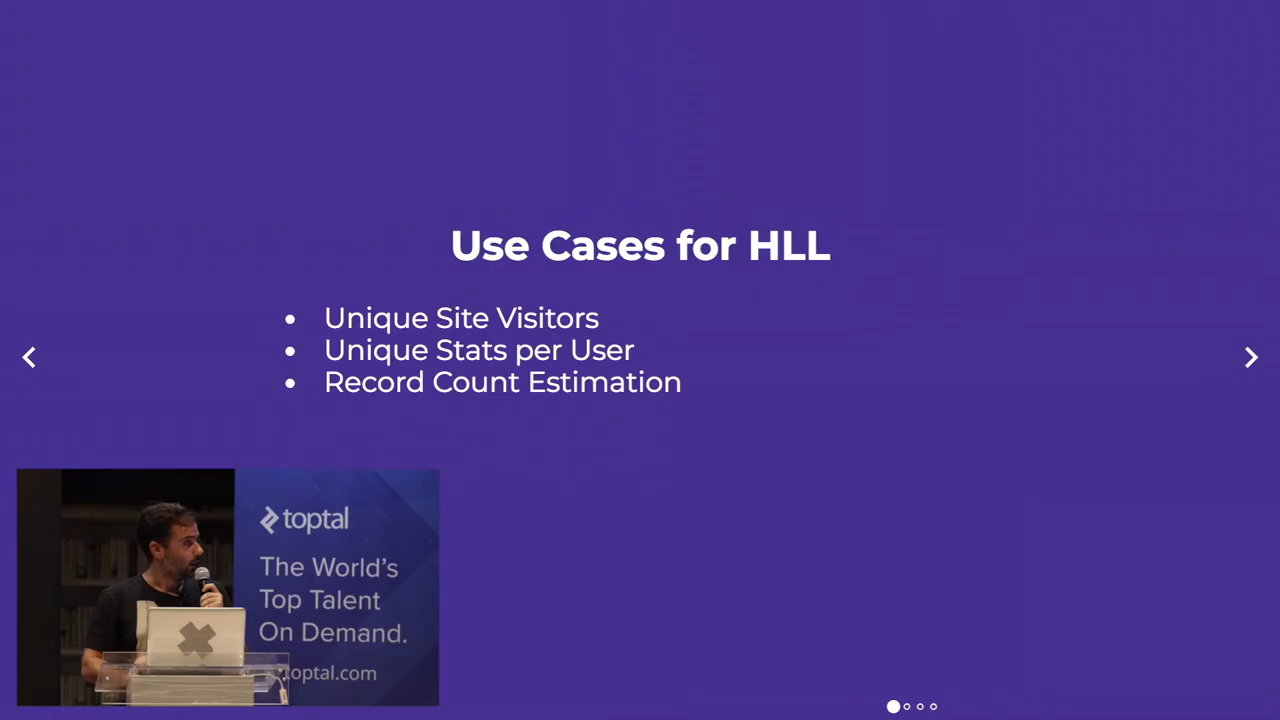 Use Cases for HLL
Unique Site Visitors
Unique Stats per User
Record Count Estimation
toptal
The World's
Top Talent
On Demand.
toptal.com